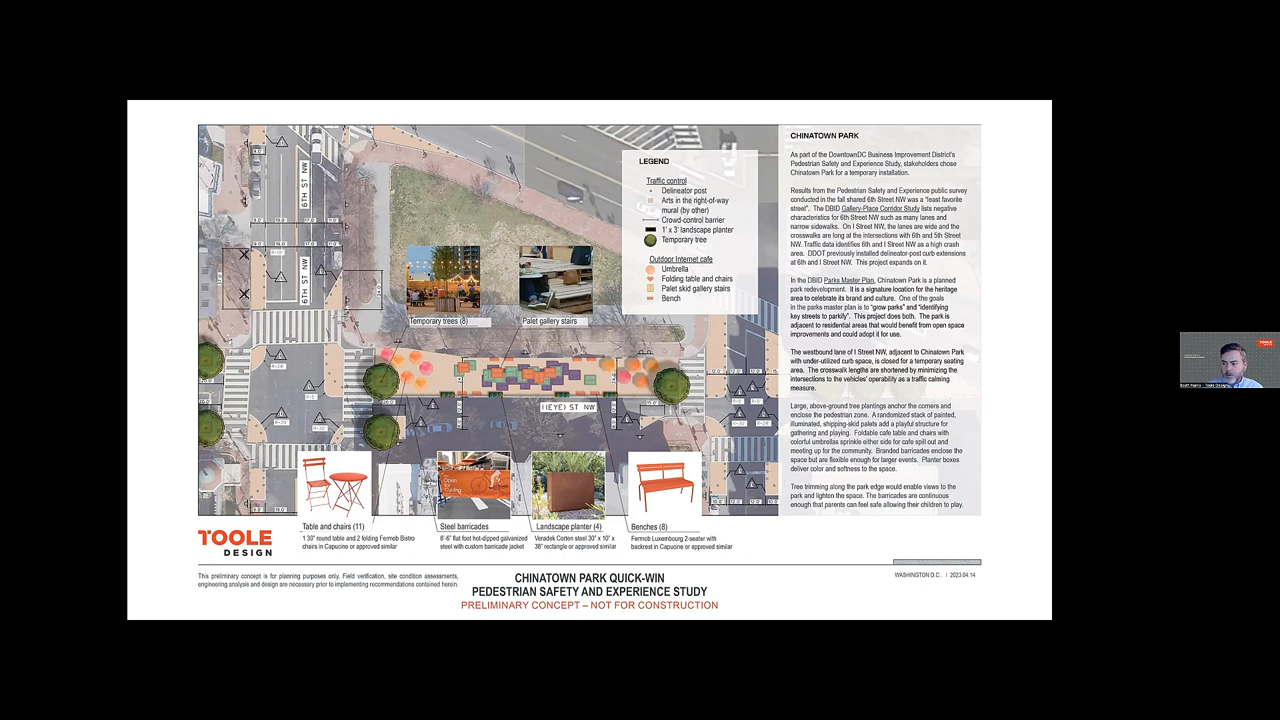 CHINATOWN PARK
As part of the DowntownDC Business Improvement District's
Pedestrian Safety and Experience Study, stakeholders chose
Chinatown Park for a temporary installation.
Results from the Pedestrian Safety and Experience public survey
conducted in the fall shared 6th Street NW was a "least favorite
street". The DBID Gallery-Place Corridor Study lists negative
characteristics for 6th Street NW such as many lanes and
narrow sidewalks. On I Street NW, the lanes are wide and the
crosswalks are long at the intersections with 6th and 5th Street
NW. Traffic data identifies 6th and I Street NW as a high crash
area. DDOT previously installed delineator-post curb extensions
at 6th and I Street NW. This project expands on it.
In the DBID Parks Master Plan, Chinatown Park is a planned
park redevelopment. It is a signature location for the heritage
area to celebrate its brand and culture. One of the goals
in the parks master plan is to "grow parks" and "identifying
key streets to parkify". This project does both. The park is
adjacent to residential areas that would benefit from open space
improvements and could adopt it for use.
The westbound lane of I Street NW, adjacent to Chinatown Park
with under-utilized curb space, is closed for a temporary seating
area. The crosswalk lengths are shortened by minimizing the
intersections to the vehicles' operability as a traffic calming
measure.
Large, above-ground tree plantings anchor the corners and
enclose the pedestrian zone. A randomized stack of painted,
illuminated, shipping-skid palets add a playful structure for
gathering and playing. Foldable cafe table and chairs with
colorful umbrellas sprinkle either side for cafe spill out and
meeting up for the community. Branded barricades enclose the
space but are flexible enough for larger events. Planter boxes
deliver color and softness to the space.
Tree trimming along the park edge would enable views to the
park and lighten the space. The barricades are continuous
enough that parents can feel safe allowing their children to play.
LEGEND
Traffic control
Delineator post
Arts in the right-of-way
mural (by other)
Crowd-control barrier
1' x 3' landscape planter
Temporary tree
Outdoor Internet cafe
Umbrella
Folding table and chairs
Palet skid gallery stairs
Bench
6TH ST NW
6TH ST NW
Temporary trees (8)
Palet gallery stairs
I (EYE) ST NW
Open
for
Cycling
Table and chairs (11)
1 30" round table and 2 folding Fermob Bistro
chairs in Capucine or approved similar
Steel barricades
8'-6" flat foot hot-dipped galvanized
steel with custom barricade jacket
Landscape planter (4)
Veradek Corten steel 30" x 10" x
38" rectangle or approved similar
Benches (8)
Fermob Luxembourg 2-seater with
backrest in Capucine or approved similar
TOOLE
DESIGN
This preliminary concept is for planning purposes only. Field verification, site condition assessments,
engineering analysis and design are necessary prior to implementing recommendations contained herein.
CHINATOWN PARK QUICK-WIN
PEDESTRIAN SAFETY AND EXPERIENCE STUDY
PRELIMINARY CONCEPT – NOT FOR CONSTRUCTION
WASHINGTON D.C. | 2023.04.14
TOOLE